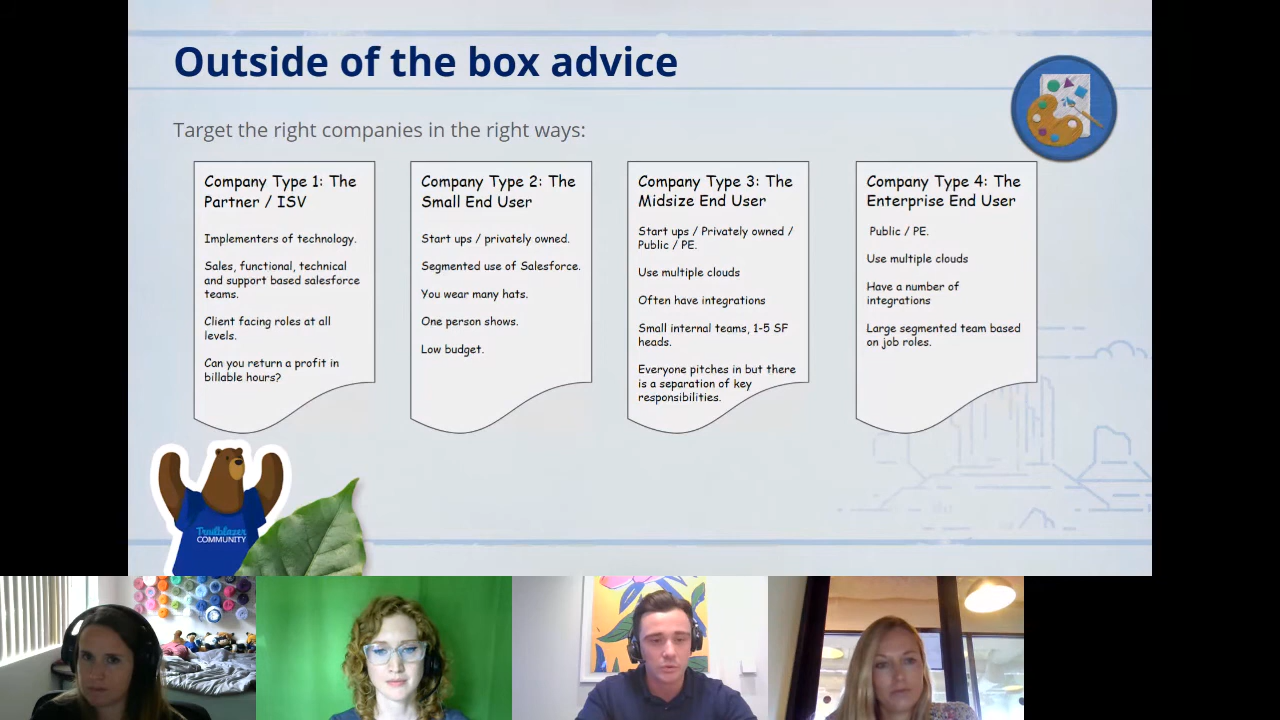 Outside of the box advice
Target the right companies in the right ways:
Company Type 1: The
Partner / ISV
Implementers of technology.
Sales, functional, technical
and support based salesforce
teams.
Client facing roles at all
levels.
Can you return a profit in
billable hours?
Company Type 2: The
Small End User
Start ups / privately owned.
Segmented use of Salesforce.
You wear many hats.
One person shows.
Low budget.
Company Type 3: The
Midsize End User
Start ups / Privately owned /
Public / PE.
Use multiple clouds
Often have integrations
Small internal teams, 1-5 SF
heads.
Everyone pitches in but there
is a separation of key
responsibilities.
Company Type 4: The
Enterprise End User
Public / PE.
Use multiple clouds
Have a number of
integrations
Large segmented team based
on job roles.
Trailblazer
COMMUNITY